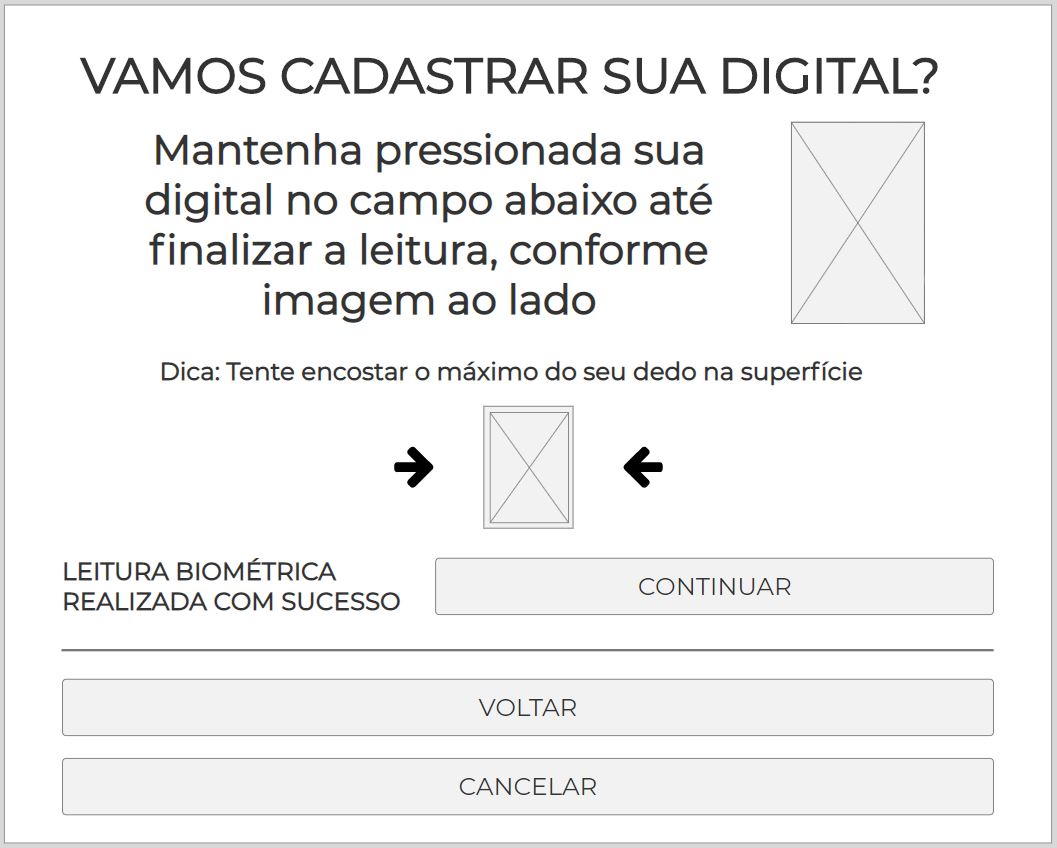 VAMOS CADASTRAR SUA DIGITAL?
Mantenha pressionada sua
digital no campo abaixo até
finalizar a leitura, conforme
imagem ao lado
Dica: Tente encostar o máximo do seu dedo na superfície
LEITURA BIOMÉTRICA
REALIZADA COM SUCESSO
CONTINUAR
VOLTAR
CANCELAR